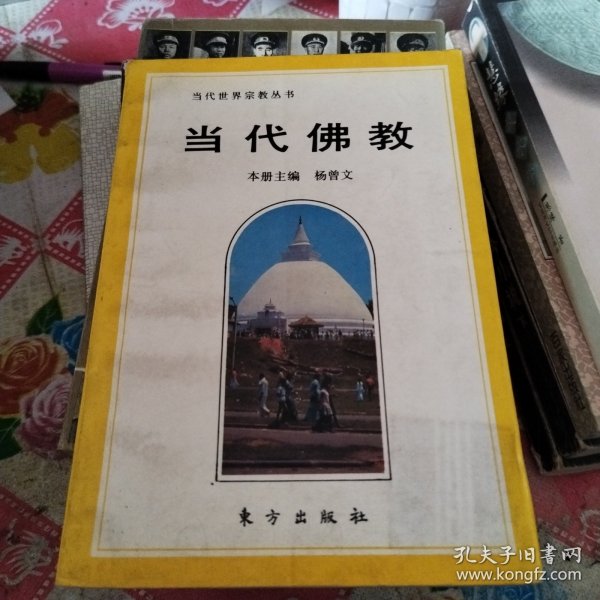 当代世界宗教丛书
当代佛教
本册主编 杨曾文
東方出版社
孔夫子旧书网
www.kongfz.com